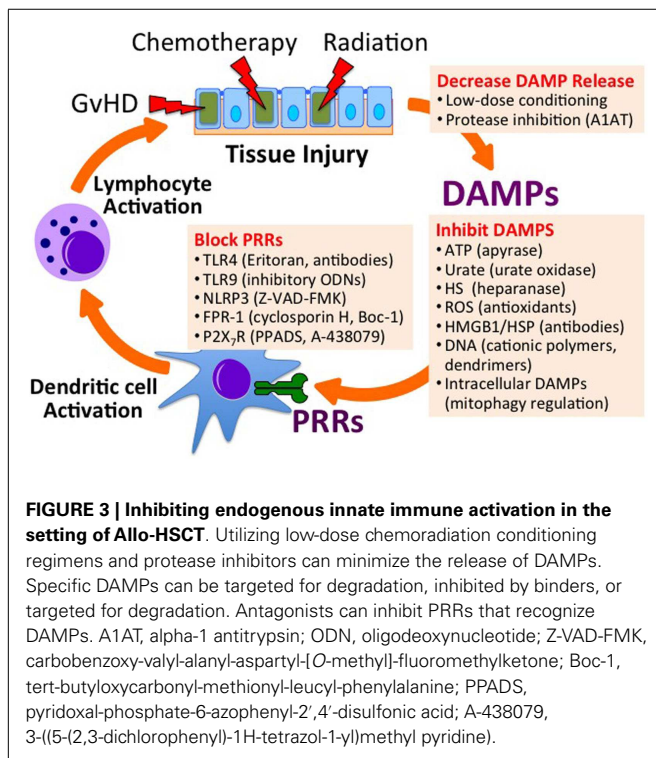 Chemotherapy
Radiation
GvHD
Tissue Injury
Decrease DAMP Release
• Low-dose conditioning
• Protease inhibition (A1AT)
DAMPs
Inhibit DAMPS
• ATP (apyrase)
• Urate (urate oxidase)
• HS (heparanase)
• ROS (antioxidants)
• HMGB1/HSP (antibodies)
• DNA (cationic polymers,
dendrimers)
• Intracellular DAMPs
(mitophagy regulation)
Block PRRs
• TLR4 (Eritoran, antibodies)
• TLR9 (inhibitory ODNs)
• NLRP3 (Z-VAD-FMK)
• FPR-1 (cyclosporin H, Boc-1)
• P2X₇R (PPADS, A-438079)
PRRs
Dendritic cell
Activation
Lymphocyte
Activation
FIGURE 3 | Inhibiting endogenous innate immune activation in the
setting of Allo-HSCT. Utilizing low-dose chemoradiation conditioning
regimens and protease inhibitors can minimize the release of DAMPs.
Specific DAMPs can be targeted for degradation, inhibited by binders, or
targeted for degradation. Antagonists can inhibit PRRs that recognize
DAMPs. A1AT, alpha-1 antitrypsin; ODN, oligodeoxynucleotide; Z-VAD-FMK,
carbobenzoxy-valyl-alanyl-aspartyl-[O-methyl]-fluoromethylketone; Boc-1,
tert-butyloxycarbonyl-methionyl-leucyl-phenylalanine; PPADS,
pyridoxal-phosphate-6-azophenyl-2′,4′-disulfonic acid; A-438079,
3-((5-(2,3-dichlorophenyl)-1H-tetrazol-1-yl)methyl pyridine).